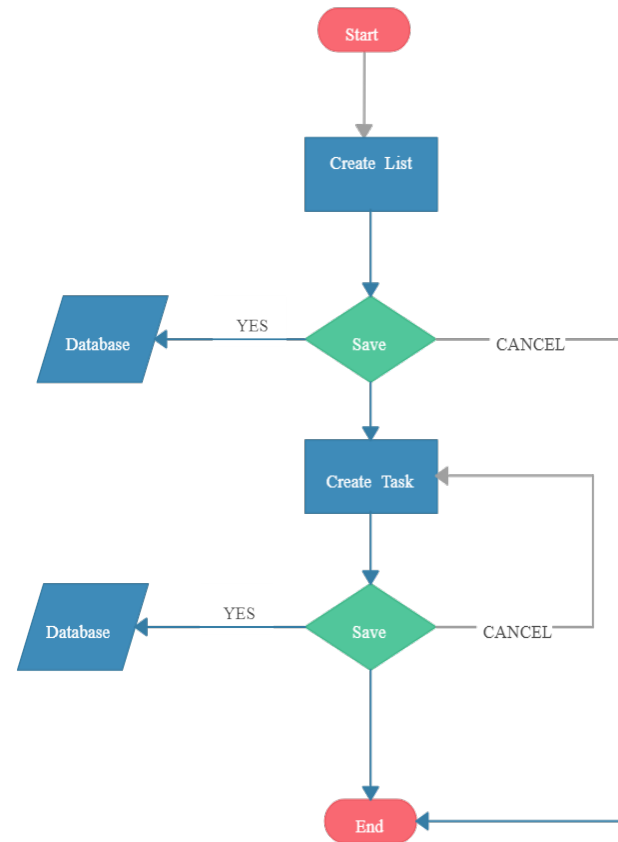 Start
Create List
YES
Database
Save
CANCEL
Create Task
YES
Database
Save
CANCEL
End